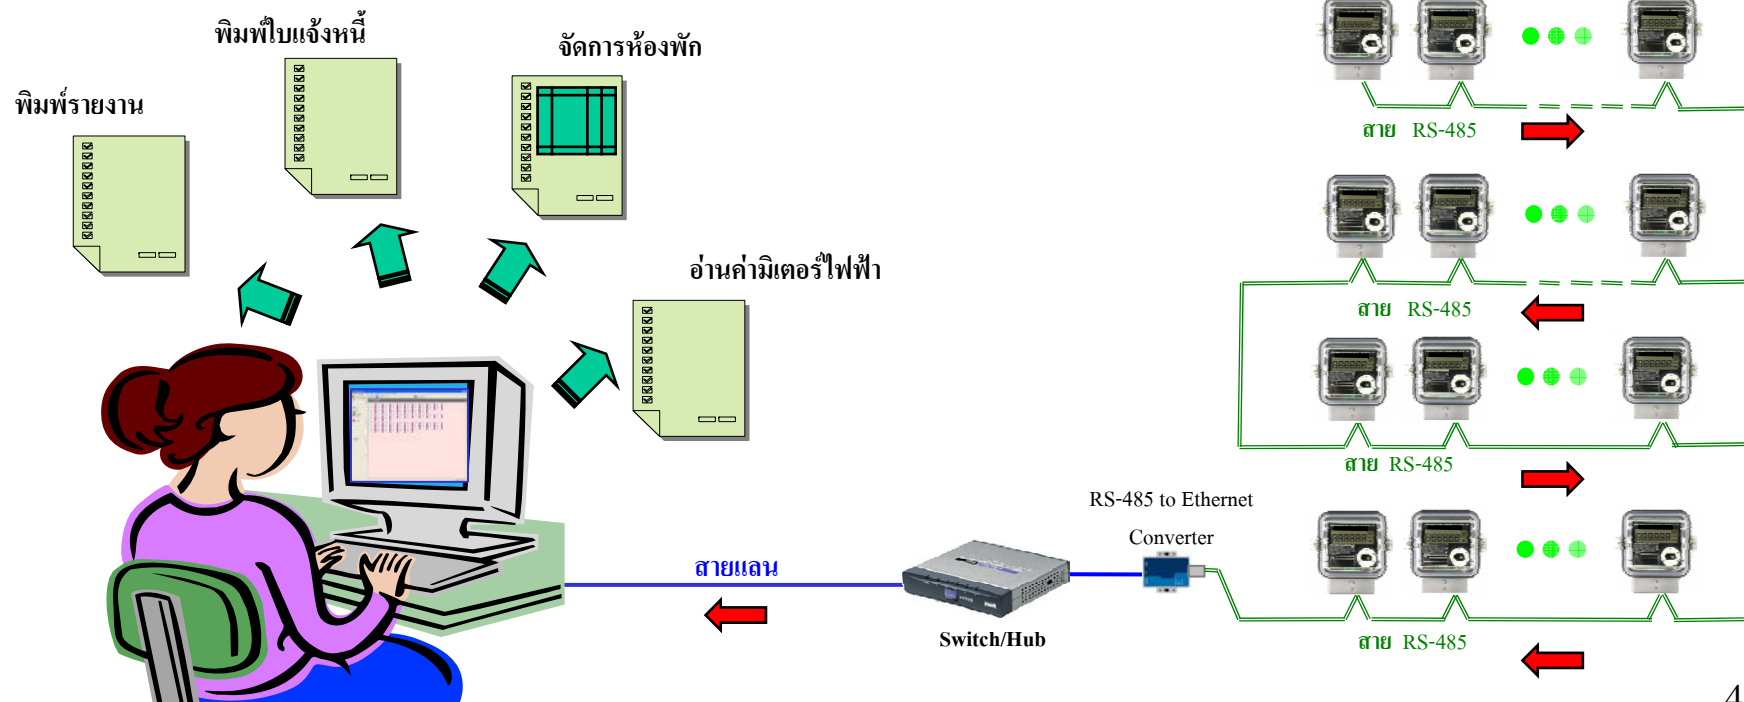 พิมพ์ใบแจ้งหนี้
จัดการห้องพัก
พิมพ์รายงาน
อ่านค่ามิเตอร์ไฟฟ้า
สาย RS-485
สาย RS-485
สาย RS-485
RS-485 to Ethernet
Converter
สายแลน
Switch/Hub
สาย RS-485
4